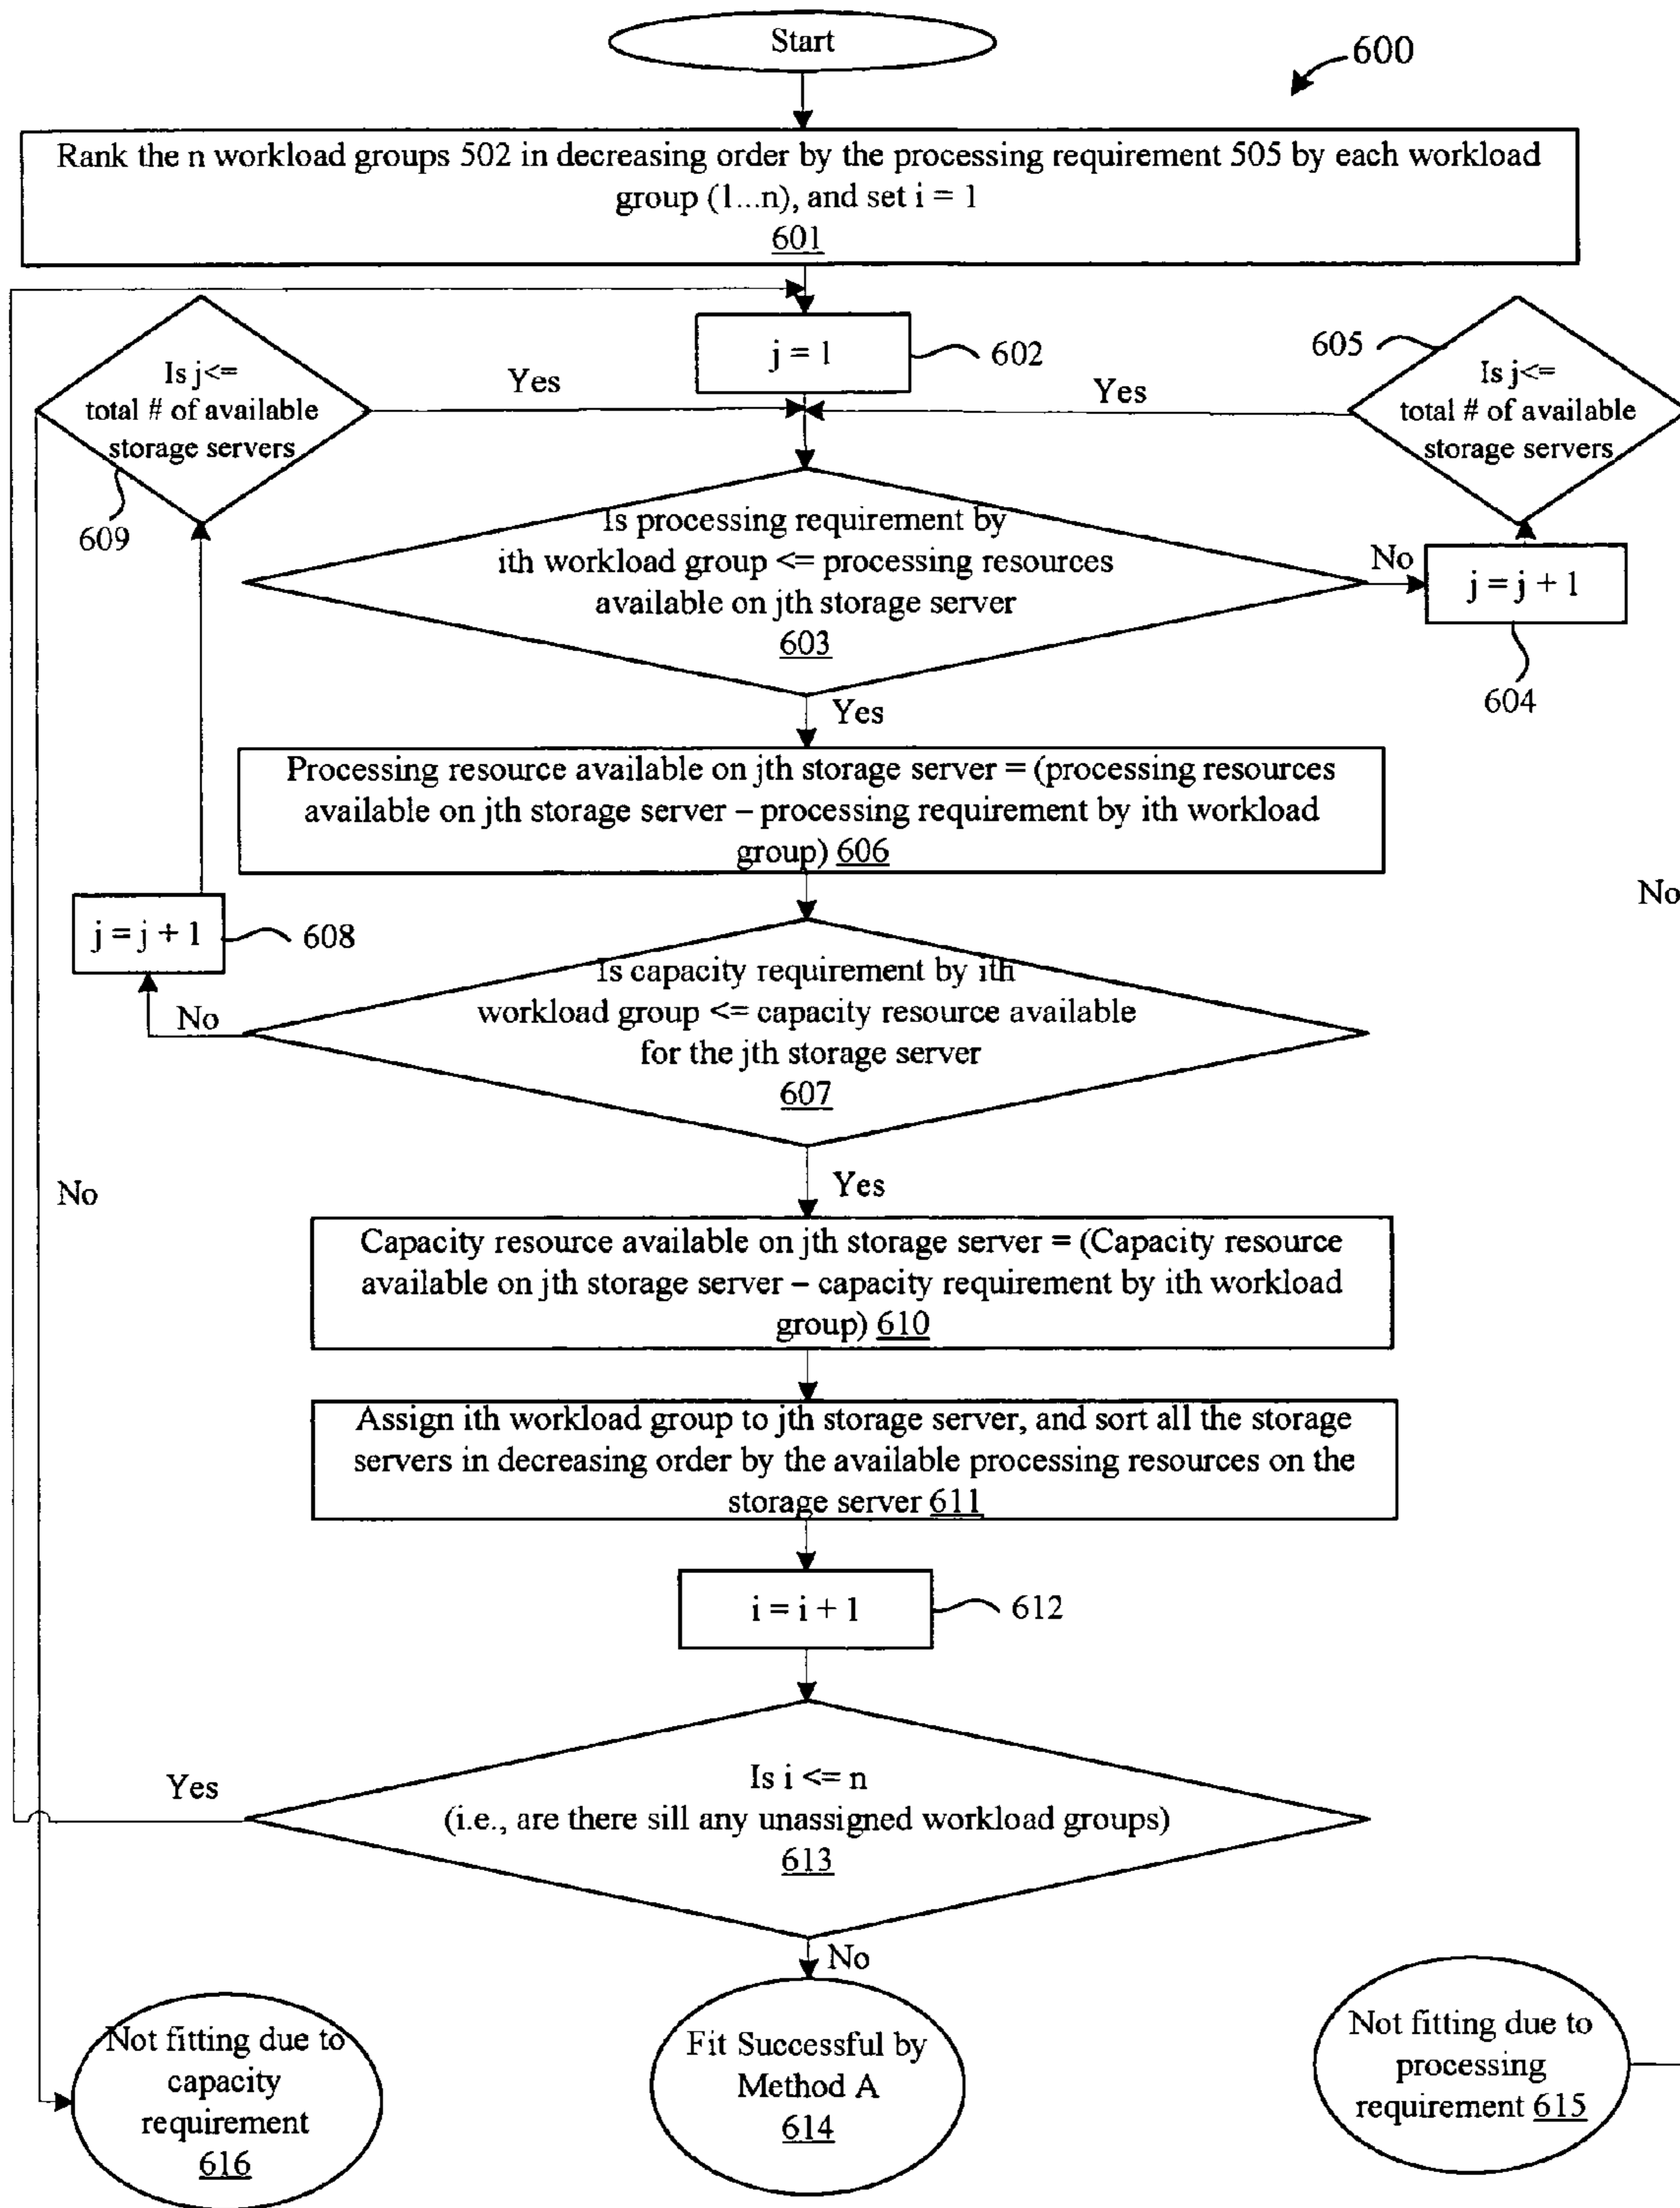 Start
600
Rank the n workload groups 502 in decreasing order by the processing requirement 505 by each workload
group (1...n), and set i = 1
601
j = 1
602
Is j<=
total # of available
storage servers
609
Yes
605
Is j<=
total # of available
storage servers
Yes
Is processing requirement by
ith workload group <= processing resources
available on jth storage server
603
No
j = j + 1
604
Yes
Processing resource available on jth storage server = (processing resources
available on jth storage server – processing requirement by ith workload
group) 606
No
j = j + 1
608
Is capacity requirement by ith
workload group <= capacity resource available
for the jth storage server
607
No
Yes
No
Capacity resource available on jth storage server = (Capacity resource
available on jth storage server – capacity requirement by ith workload
group) 610
Assign ith workload group to jth storage server, and sort all the storage
servers in decreasing order by the available processing resources on the
storage server 611
i = i + 1
612
Is i <= n
(i.e., are there sill any unassigned workload groups)
613
Yes
No
Not fitting due to
capacity
requirement
616
Fit Successful by
Method A
614
Not fitting due to
processing
requirement 615